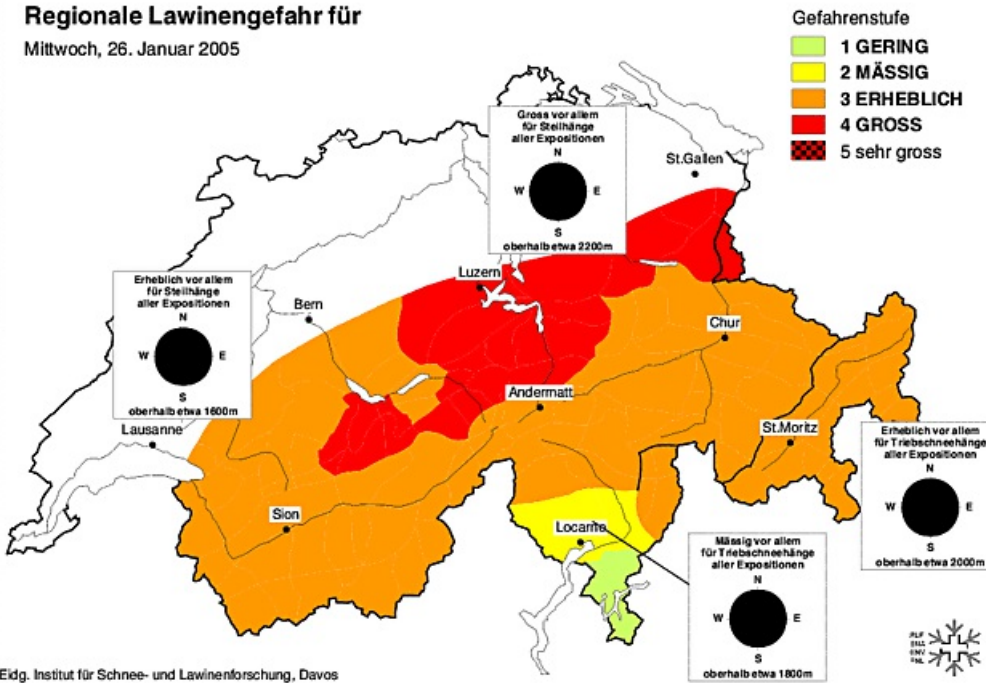 Regionale Lawinengefahr für
Mittwoch, 26. Januar 2005
Gefahrenstufe
1 GERING
2 MÄSSIG
3 ERHEBLICH
4 GROSS
5 sehr gross
Gross vor allem
für Steilhänge
aller Expositionen
N
W E
S
oberhalb etwa 2200m
St.Gallen
Luzern
Erheblich vor allem
für Steilhänge
aller Expositionen
N
W E
S
oberhalb etwa 1600m
Bern
Chur
Andermatt
Lausanne
St.Moritz
Erheblich vor allem
für Triebschneehänge
aller Expositionen
N
W E
S
oberhalb etwa 2000m
Sion
Locarno
Mässig vor allem
für Triebschneehänge
aller Expositionen
N
W E
S
oberhalb etwa 1800m
SLF
ENA
ENV
SNL
Eidg. Institut für Schnee- und Lawinenforschung, Davos